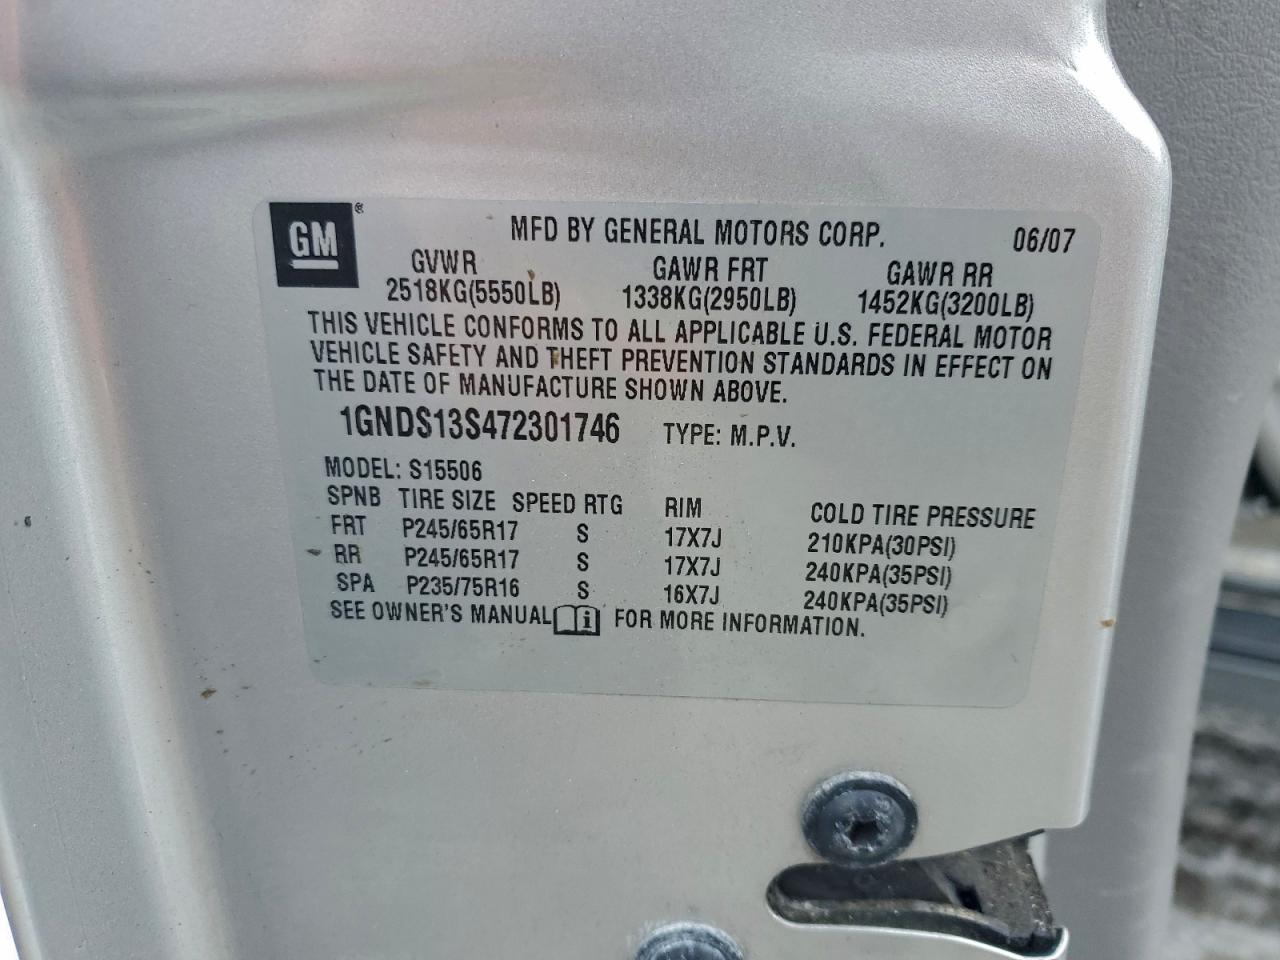 GM ® MFD BY GENERAL MOTORS CORP. 06/07
GVWR GAWR FRT GAWR RR
2518KG(5550LB) 1338KG(2950LB) 1452KG(3200LB)
THIS VEHICLE CONFORMS TO ALL APPLICABLE U.S. FEDERAL MOTOR
VEHICLE SAFETY AND THEFT PREVENTION STANDARDS IN EFFECT ON
THE DATE OF MANUFACTURE SHOWN ABOVE.
1GNDS13S472301746 TYPE: M.P.V.
MODEL: S15506
SPNB TIRE SIZE SPEED RTG RIM COLD TIRE PRESSURE
FRT P245/65R17 S 17X7J 210KPA(30PSI)
RR P245/65R17 S 17X7J 240KPA(35PSI)
SPA P235/75R16 S 16X7J 240KPA(35PSI)
SEE OWNER'S MANUAL i FOR MORE INFORMATION.